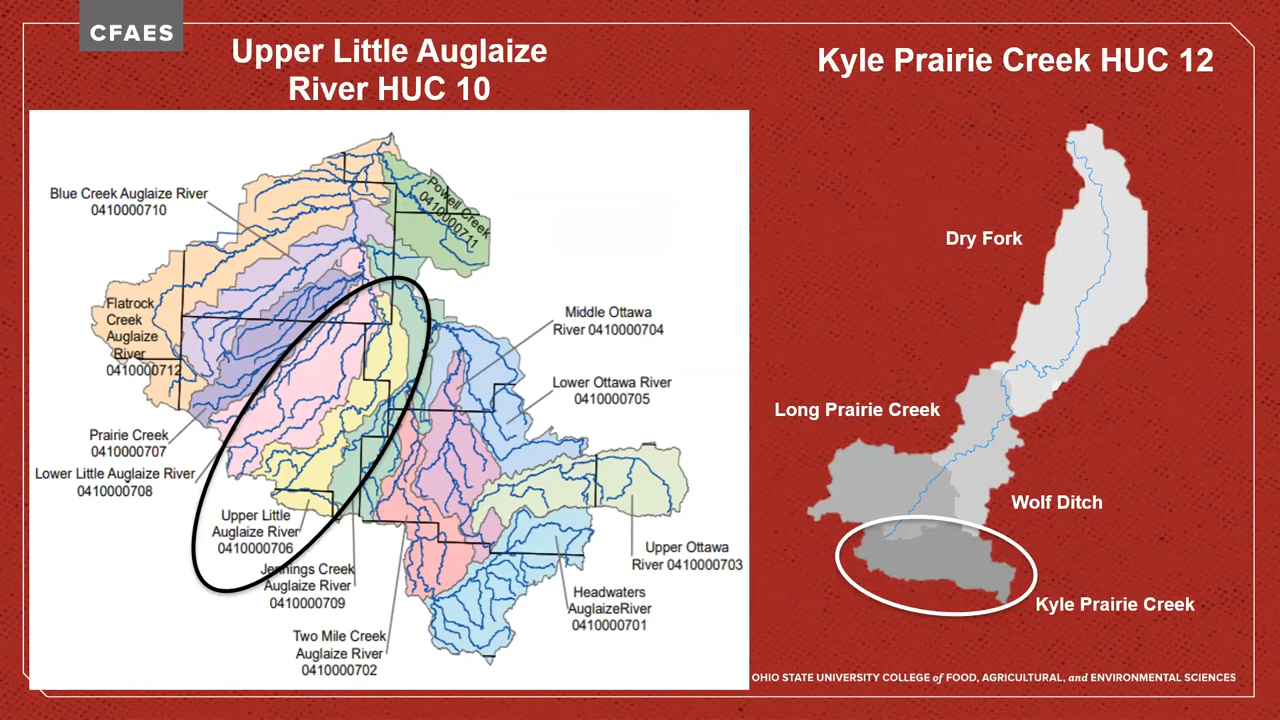 CFAES
Upper Little Auglaize
River HUC 10
Kyle Prairie Creek HUC 12
Blue Creek Auglaize River
0410000710
Powell Creek
0410000711
Flatrock
Creek
Auglaize
River
0410000712
Middle Ottawa
River 0410000704
Lower Ottawa River
0410000705
Prairie Creek
0410000707
Lower Little Auglaize River
0410000708
Upper Little
Auglaize River
0410000706
Jennings Creek
Auglaize River
0410000709
Two Mile Creek
Auglaize River
0410000702
Upper Ottawa
River 0410000703
Headwaters
AuglaizeRiver
0410000701
Dry Fork
Long Prairie Creek
Wolf Ditch
Kyle Prairie Creek
OHIO STATE UNIVERSITY COLLEGE of FOOD, AGRICULTURAL, and ENVIRONMENTAL SCIENCES